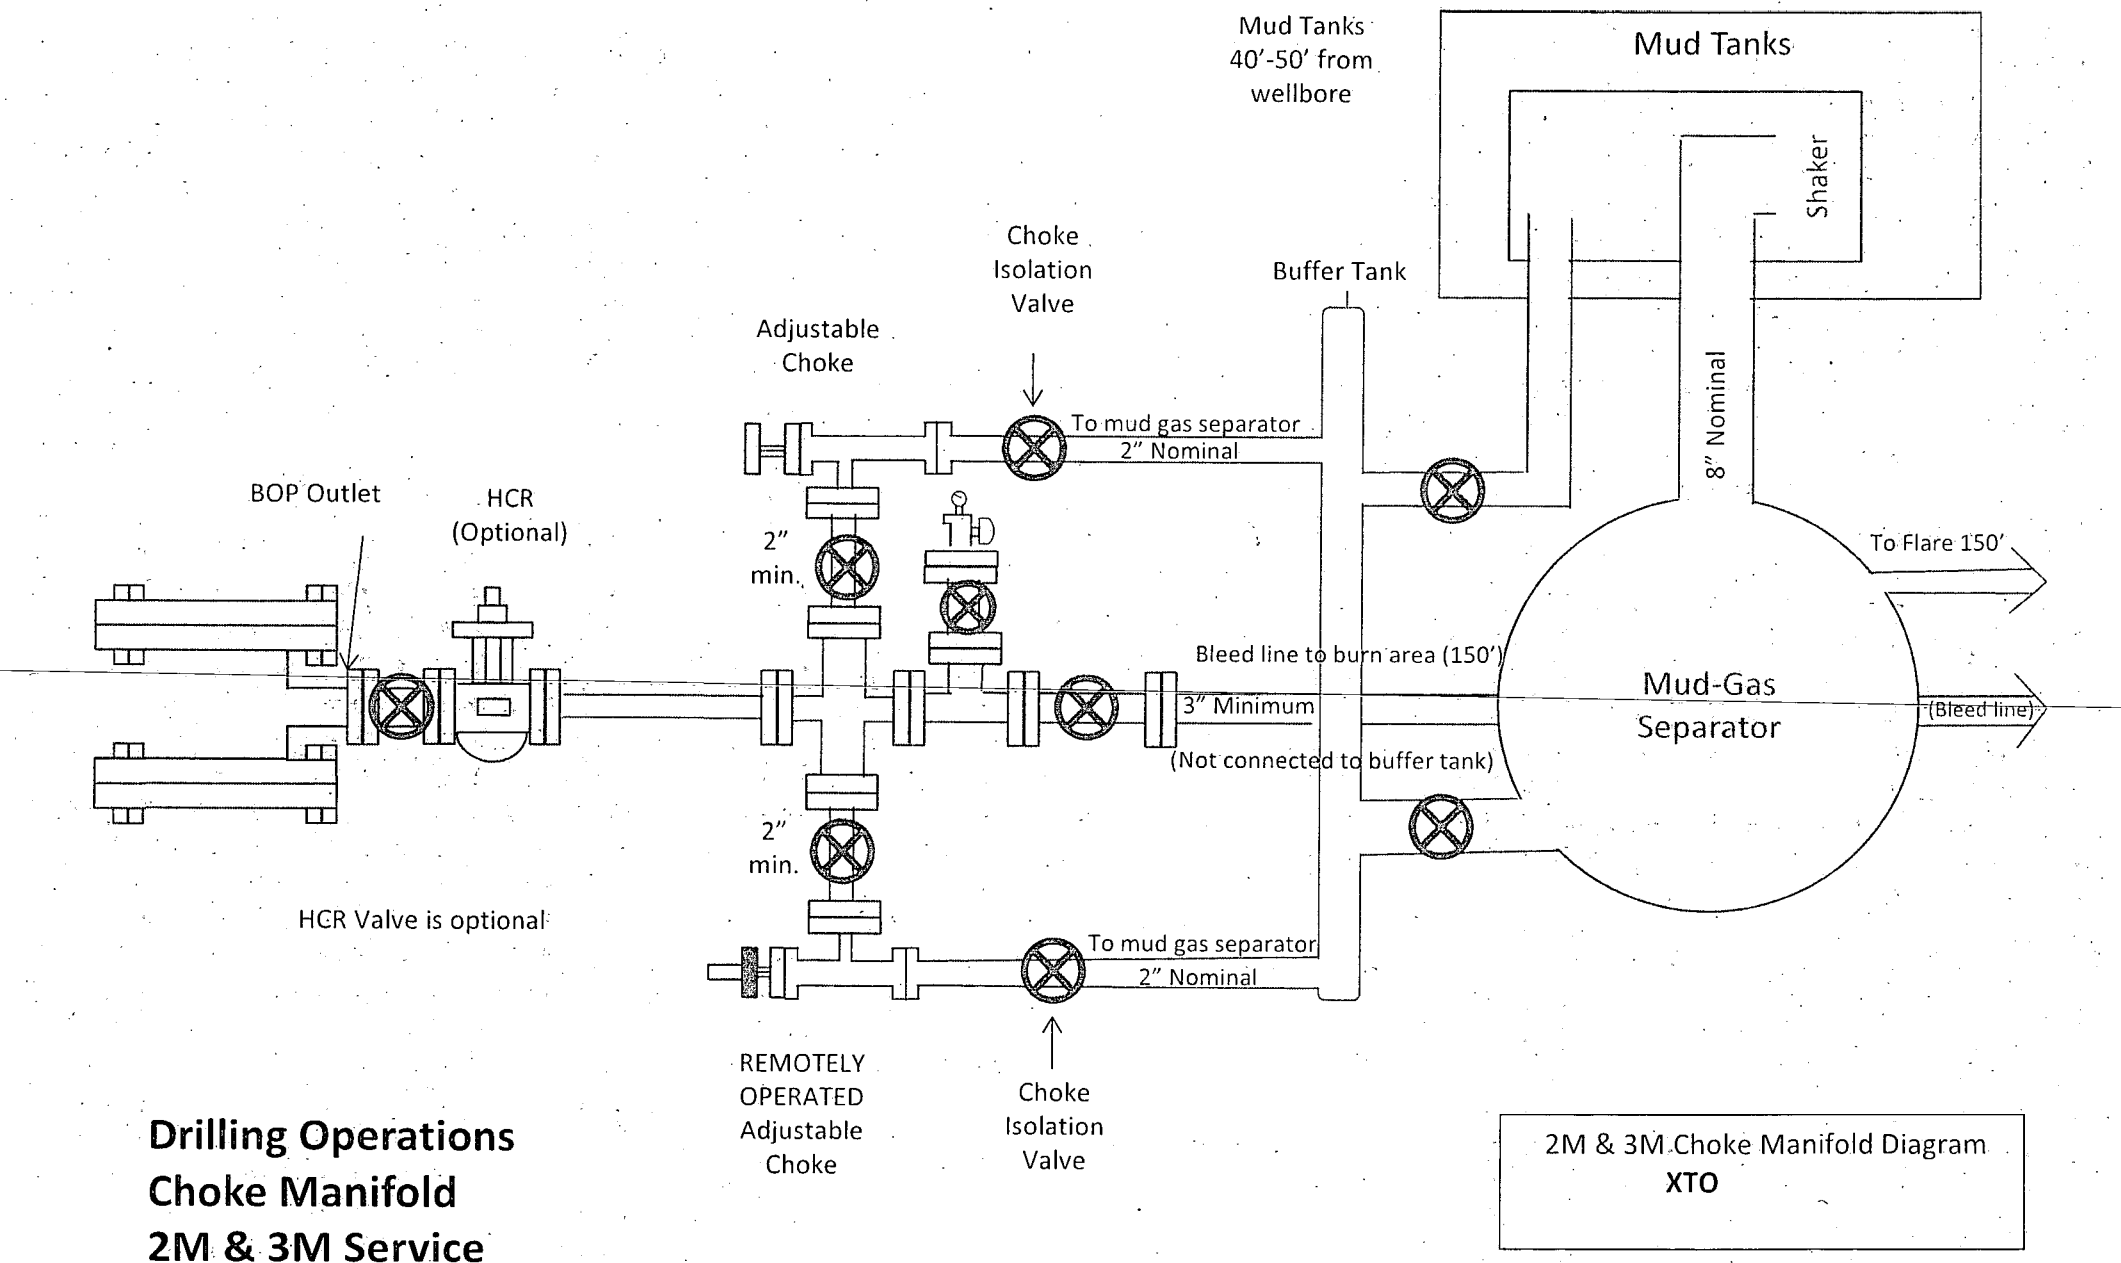 Mud Tanks
40'-50' from
wellbore
Mud Tanks
Shaker
Choke
Isolation
Valve
Buffer Tank
Adjustable
Choke
8" Nominal
To mud gas separator
2" Nominal
BOP Outlet
HCR
(Optional)
2"
min.
To Flare 150'
Bleed line to burn area (150')
Mud-Gas
Separator
3" Minimum
(Bleed line)
(Not connected to buffer tank)
2"
min.
HCR Valve is optional
To mud gas separator
2" Nominal
REMOTELY
OPERATED
Adjustable
Choke
Choke
Isolation
Valve
Drilling Operations
Choke Manifold
2M & 3M Service
2M & 3M Choke Manifold Diagram
XTO